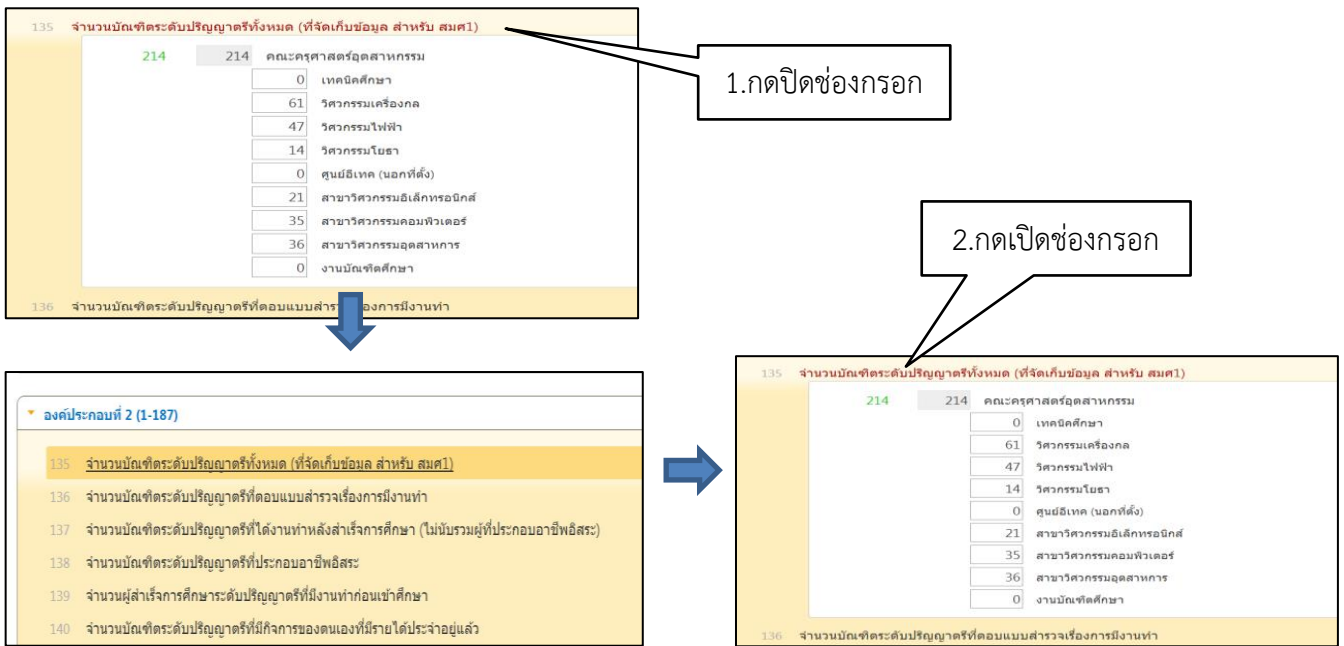 135 จำนวนบัณฑิตระดับปริญญาตรีทั้งหมด (ที่จัดเก็บข้อมูล สำหรับ สมศ1)
214 214 คณะครุศาสตร์อุตสาหกรรม
0 เทคนิคศึกษา
61 วิศวกรรมเครื่องกล
47 วิศวกรรมไฟฟ้า
14 วิศวกรรมโยธา
0 ศูนย์อีเทค (นอกที่ตั้ง)
21 สาขาวิศวกรรมอิเล็กทรอนิกส์
35 สาขาวิศวกรรมคอมพิวเตอร์
36 สาขาวิศวกรรมอุตสาหการ
0 งานบัณฑิตศึกษา
136 จำนวนบัณฑิตระดับปริญญาตรีที่ตอบแบบสำรวจเรื่องการมีงานทำ
1.กดปิดช่องกรอก
องค์ประกอบที่ 2 (1-187)
135 จำนวนบัณฑิตระดับปริญญาตรีทั้งหมด (ที่จัดเก็บข้อมูล สำหรับ สมศ1)
136 จำนวนบัณฑิตระดับปริญญาตรีที่ตอบแบบสำรวจเรื่องการมีงานทำ
137 จำนวนบัณฑิตระดับปริญญาตรีที่ได้งานทำหลังสำเร็จการศึกษา (ไม่นับรวมผู้ที่ประกอบอาชีพอิสระ)
138 จำนวนบัณฑิตระดับปริญญาตรีที่ประกอบอาชีพอิสระ
139 จำนวนผู้สำเร็จการศึกษาระดับปริญญาตรีที่มีงานทำก่อนเข้าศึกษา
140 จำนวนบัณฑิตระดับปริญญาตรีที่มีกิจการของตนเองที่มีรายได้ประจำอยู่แล้ว
2.กดเปิดช่องกรอก
135 จำนวนบัณฑิตระดับปริญญาตรีทั้งหมด (ที่จัดเก็บข้อมูล สำหรับ สมศ1)
214 214 คณะครุศาสตร์อุตสาหกรรม
0 เทคนิคศึกษา
61 วิศวกรรมเครื่องกล
47 วิศวกรรมไฟฟ้า
14 วิศวกรรมโยธา
0 ศูนย์อีเทค (นอกที่ตั้ง)
21 สาขาวิศวกรรมอิเล็กทรอนิกส์
35 สาขาวิศวกรรมคอมพิวเตอร์
36 สาขาวิศวกรรมอุตสาหการ
0 งานบัณฑิตศึกษา
136 จำนวนบัณฑิตระดับปริญญาตรีที่ตอบแบบสำรวจเรื่องการมีงานทำ